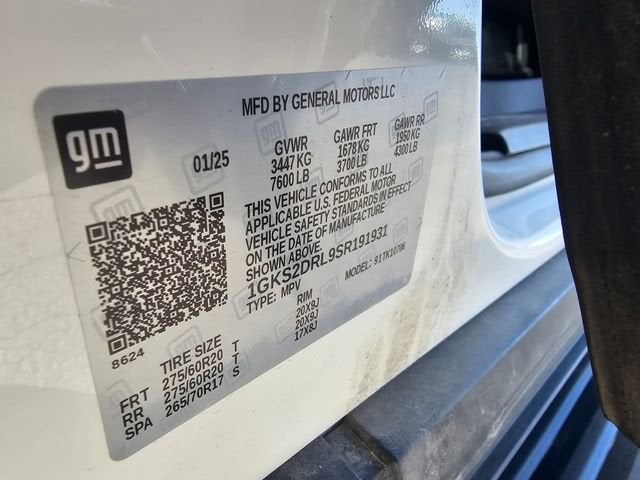 MFD BY GENERAL MOTORS LLC
gm
01/25
GVWR GAWR FRT GAWR RR
3447 KG 1678 KG 1950 KG
7600 LB 3700 LB 4300 LB
THIS VEHICLE CONFORMS TO ALL
APPLICABLE U.S. FEDERAL MOTOR
VEHICLE SAFETY STANDARDS IN EFFECT
ON THE DATE OF MANUFACTURE
SHOWN ABOVE.
1GKS2DRL9SR191931
TYPE: MPV MODEL: 91TK10706
8624
TIRE SIZE RIM
FRT 275/60R20 T 20X9J
RR 275/60R20 T 20X9J
SPA 265/70R17 S 17X8J